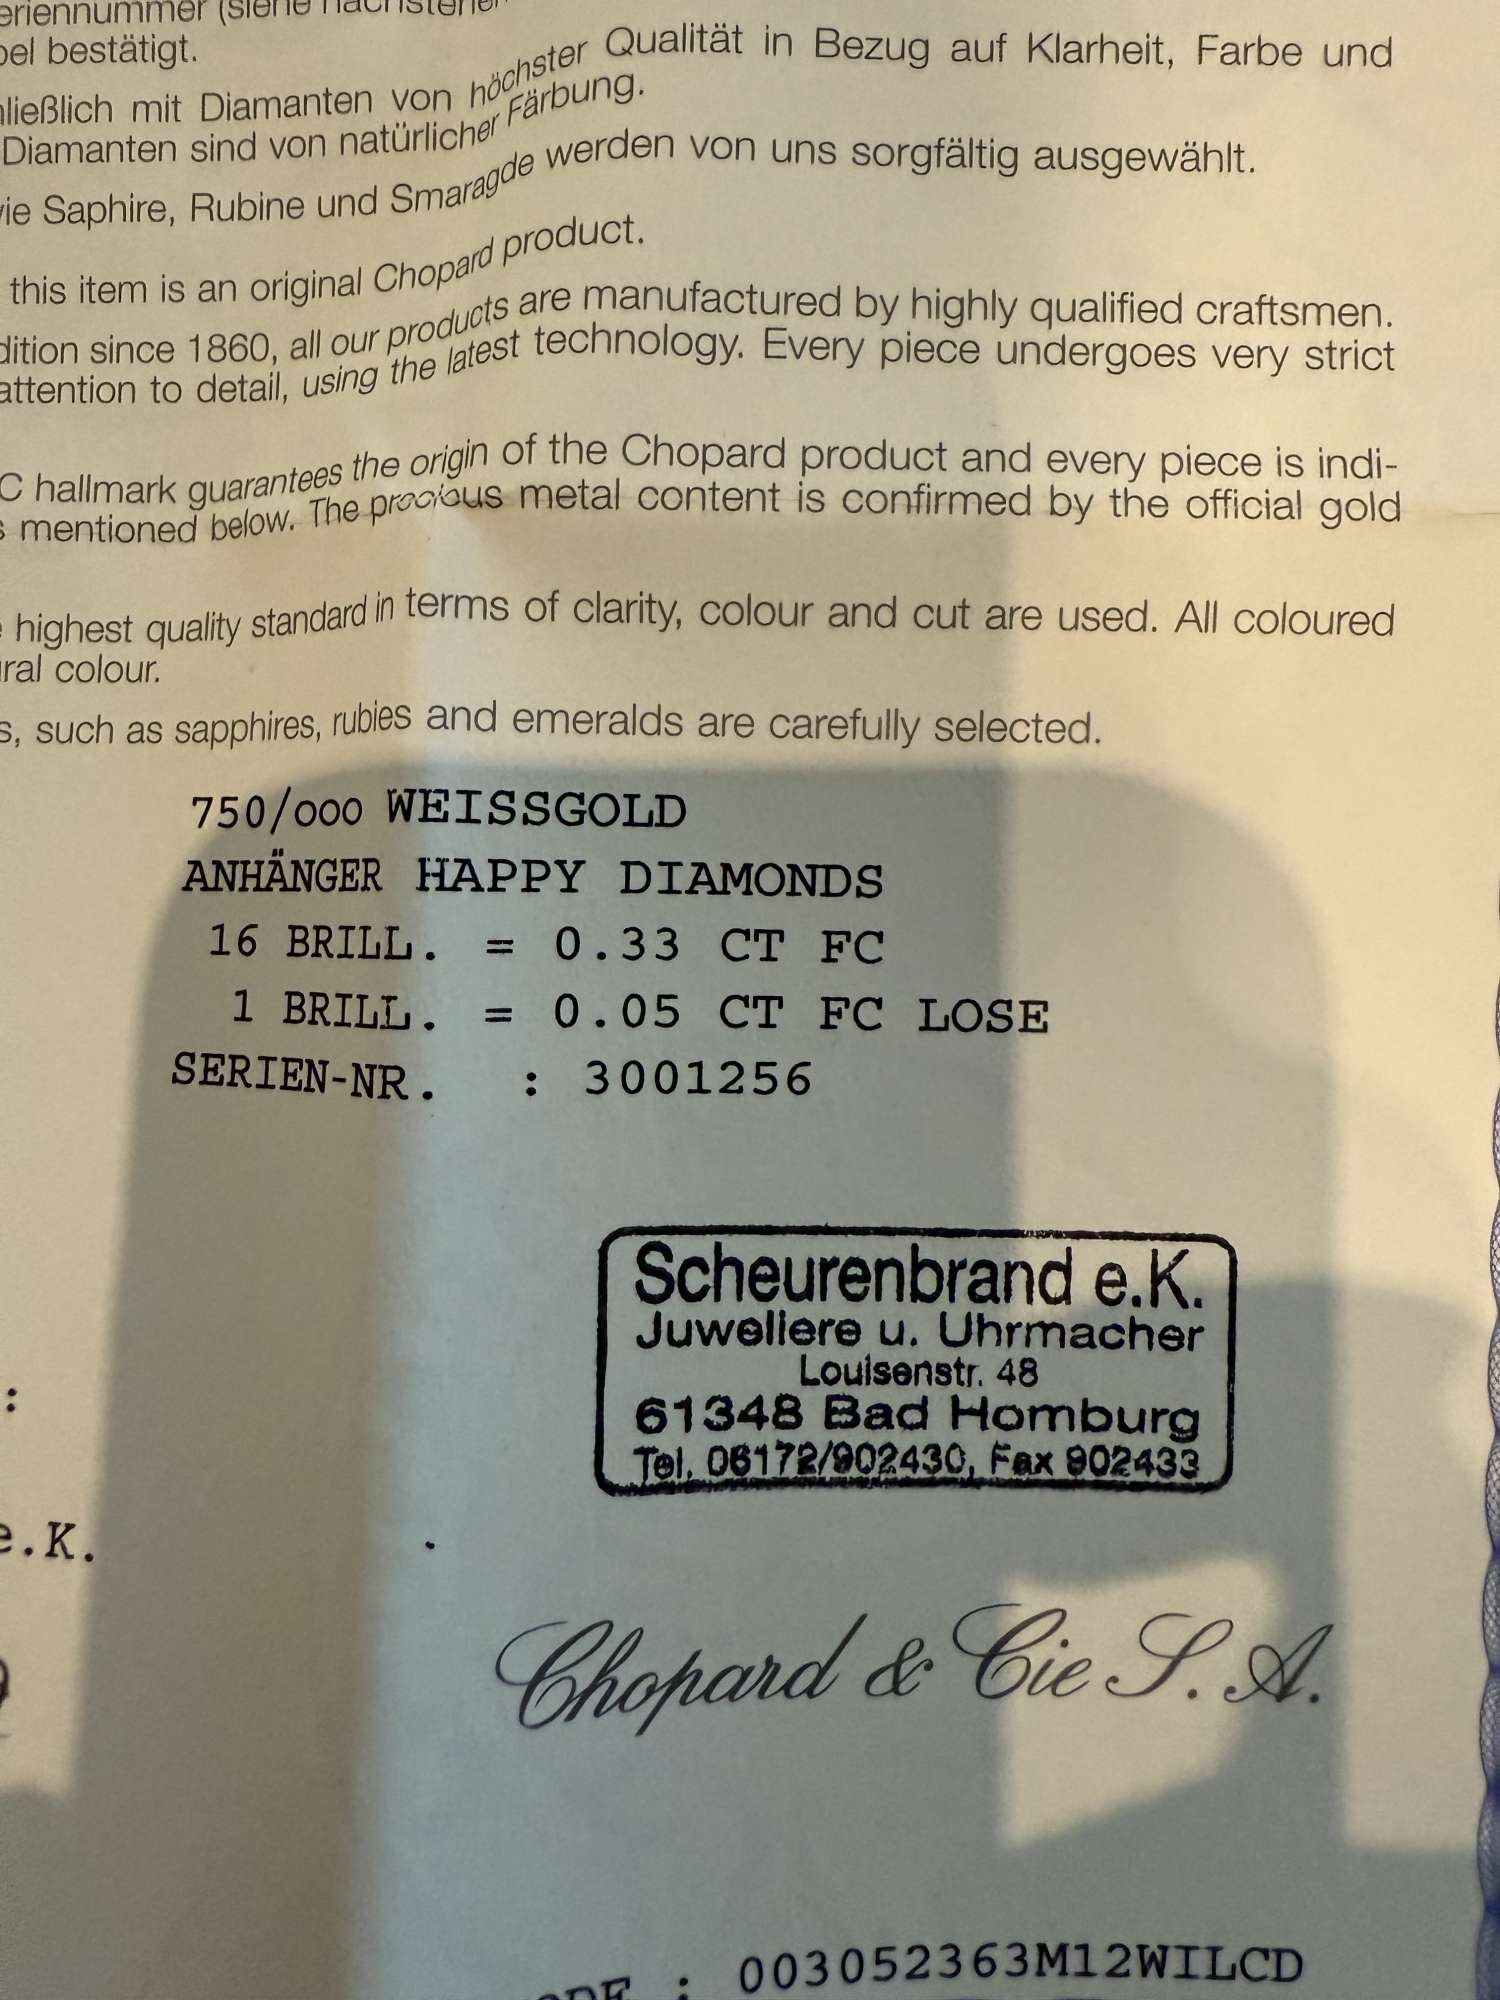 eriennummer (siehe
bel bestätigt.
hließlich mit Diamanten von höchster Qualität in Bezug auf Klarheit, Farbe und
Diamanten sind von natürlicher Färbung.
vie Saphire, Rubine und Smaragde werden von uns sorgfältig ausgewählt.
this item is an original Chopard product.
dition since 1860, all our products are manufactured by highly qualified craftsmen.
attention to detail, using the latest technology. Every piece undergoes very strict
C hallmark guarantees the origin of the Chopard product and every piece is indi-
s mentioned below. The precious metal content is confirmed by the official gold
e highest quality standard in terms of clarity, colour and cut are used. All coloured
ural colour.
s, such as sapphires, rubies and emeralds are carefully selected.
750/ooo WEISSGOLD
ANHÄNGER HAPPY DIAMONDS
16 BRILL. = 0.33 CT FC
1 BRILL. = 0.05 CT FC LOSE
SERIEN-NR. : 3001256
Scheurenbrand e.K.
Juweliere u. Uhrmacher
Louisenstr. 48
:
61348 Bad Homburg
Tel. 06172/902430, Fax 902433
e.K.
Chopard & Cie S. A.
ODE : 003052363M12WILCD